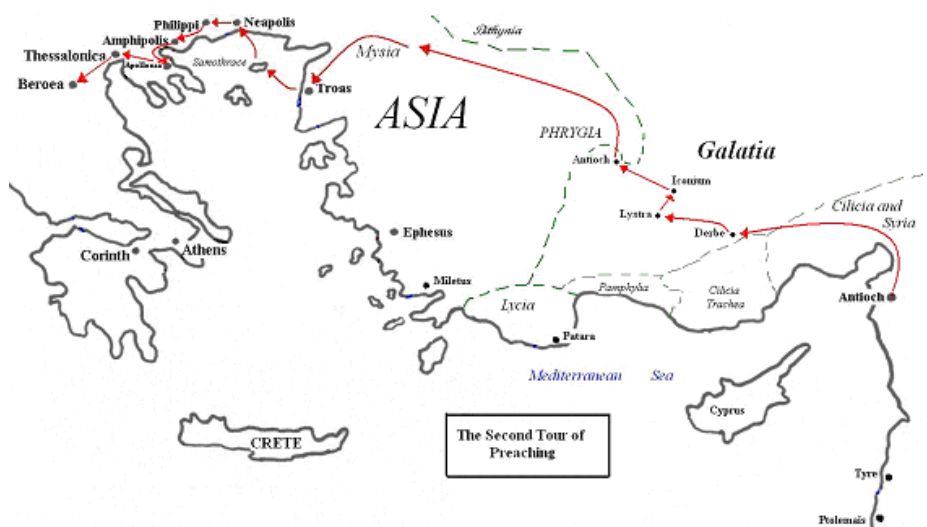 Philippi
Neapolis
Bithynia
Amphipolis
Mysia
Thessalonica
Apollonia
Samothrace
Beroea
Troas
ASIA
PHRYGIA
Galatia
Antioch
Iconium
Lystra
Cilicia and
Syria
Derbe
Ephesus
Athens
Corinth
Miletus
Pamphylia
Cilicia
Trachea
Antioch
Lycia
Patara
Mediterranean Sea
Cyprus
CRETE
The Second Tour of
Preaching
Tyre
Ptolemais